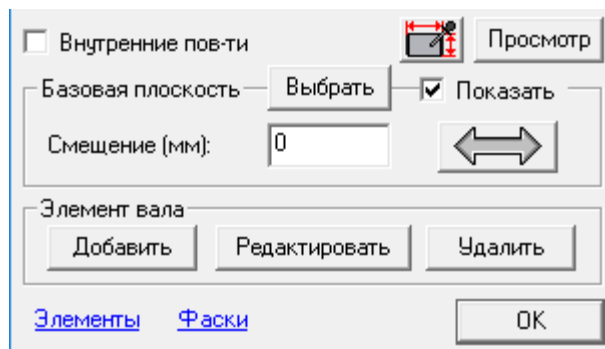 Внутренние пов-ти Просмотр
Базовая плоскость Выбрать Показать
Смещение (мм): 0
Элемент вала
Добавить Редактировать Удалить
Элементы Фаски OK